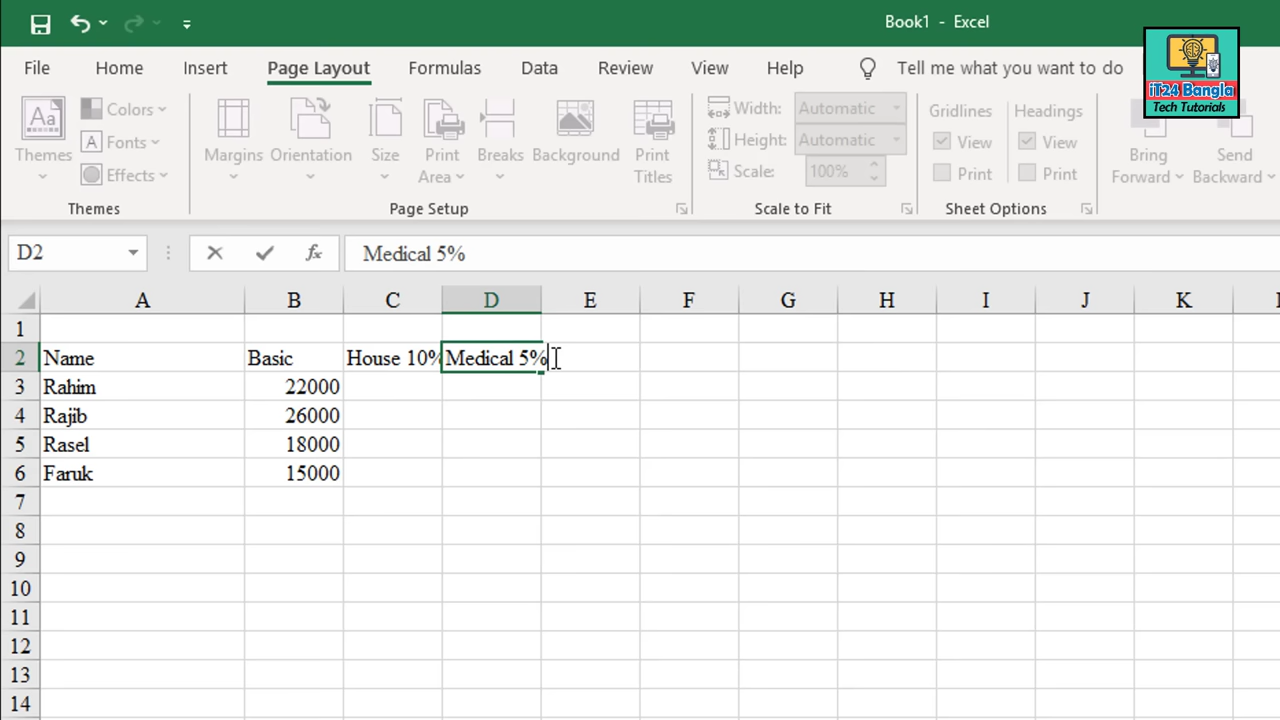 Book1 - Excel
iT24 Bangla
Tech Tutorials
File Home Insert Page Layout Formulas Data Review View Help Tell me what you want to do
Aa
Themes
Colors
A Fonts
Effects
Themes
Margins
Orientation
Size
Print
Area
Breaks
Background
Print
Titles
Page Setup
Width: Automatic
Height: Automatic
Scale: 100%
Scale to Fit
Gridlines
View
Print
Headings
View
Print
Sheet Options
Bring
Forward
Send
Backward
D2 fx Medical 5%
A B C D E F G H I J K
1
2 Name Basic House 10% Medical 5%
3 Rahim 22000
4 Rajib 26000
5 Rasel 18000
6 Faruk 15000
7
8
9
10
11
12
13
14